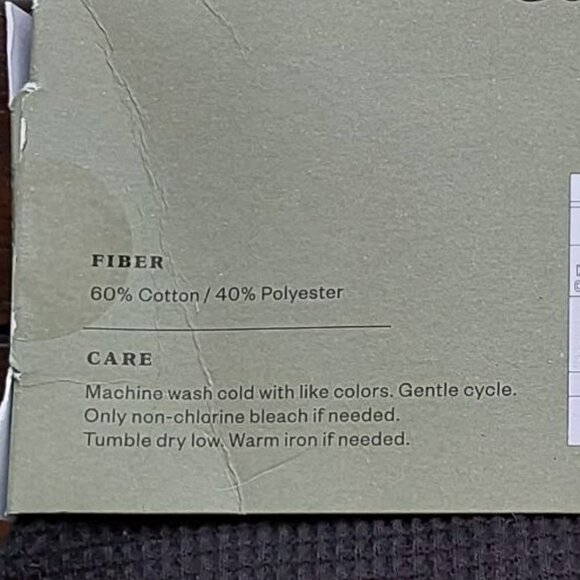 FIBER
60% Cotton / 40% Polyester
CARE
Machine wash cold with like colors. Gentle cycle.
Only non-chlorine bleach if needed.
Tumble dry low. Warm iron if needed.